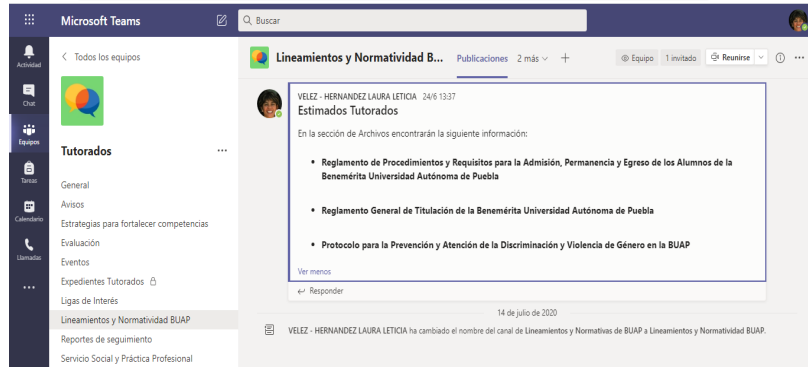 Microsoft Teams
Buscar
Actividad
Chat
Equipos
Tareas
Calendario
Llamadas
Todos los equipos
Tutorados
General
Avisos
Estrategias para fortalecer competencias
Evaluación
Eventos
Expedientes Tutorados
Ligas de Interés
Lineamientos y Normatividad BUAP
Reportes de seguimiento
Servicio Social y Práctica Profesional
Lineamientos y Normatividad B... Publicaciones 2 más
Equipo 1 invitado Reunirse
VELEZ - HERNANDEZ LAURA LETICIA 24/6 13:37
Estimados Tutorados
En la sección de Archivos encontrarán la siguiente información:
• Reglamento de Procedimientos y Requisitos para la Admisión, Permanencia y Egreso de los Alumnos de la
Benemérita Universidad Autónoma de Puebla
• Reglamento General de Titulación de la Benemérita Universidad Autónoma de Puebla
• Protocolo para la Prevención y Atención de la Discriminación y Violencia de Género en la BUAP
Ver menos
Responder
14 de julio de 2020
VELEZ - HERNANDEZ LAURA LETICIA ha cambiado el nombre del canal de Lineamientos y Normativas de BUAP a Lineamientos y Normatividad BUAP.